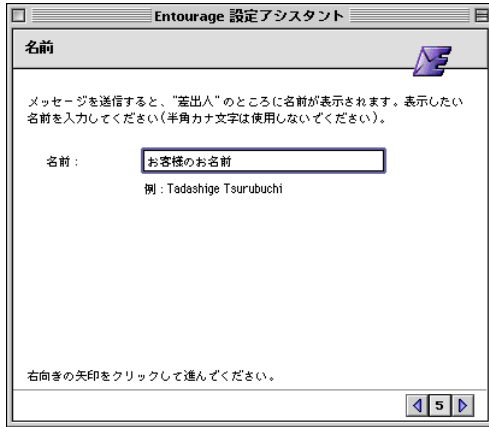 Entourage 設定アシスタント
名前
メッセージを送信すると、"差出人"のところに名前が表示されます。表示したい
名前を入力してください(半角カナ文字は使用しないでください)。
名前:
お客様のお名前
例:Tadashige Tsurubuchi
右向きの矢印をクリックして進んでください。
5